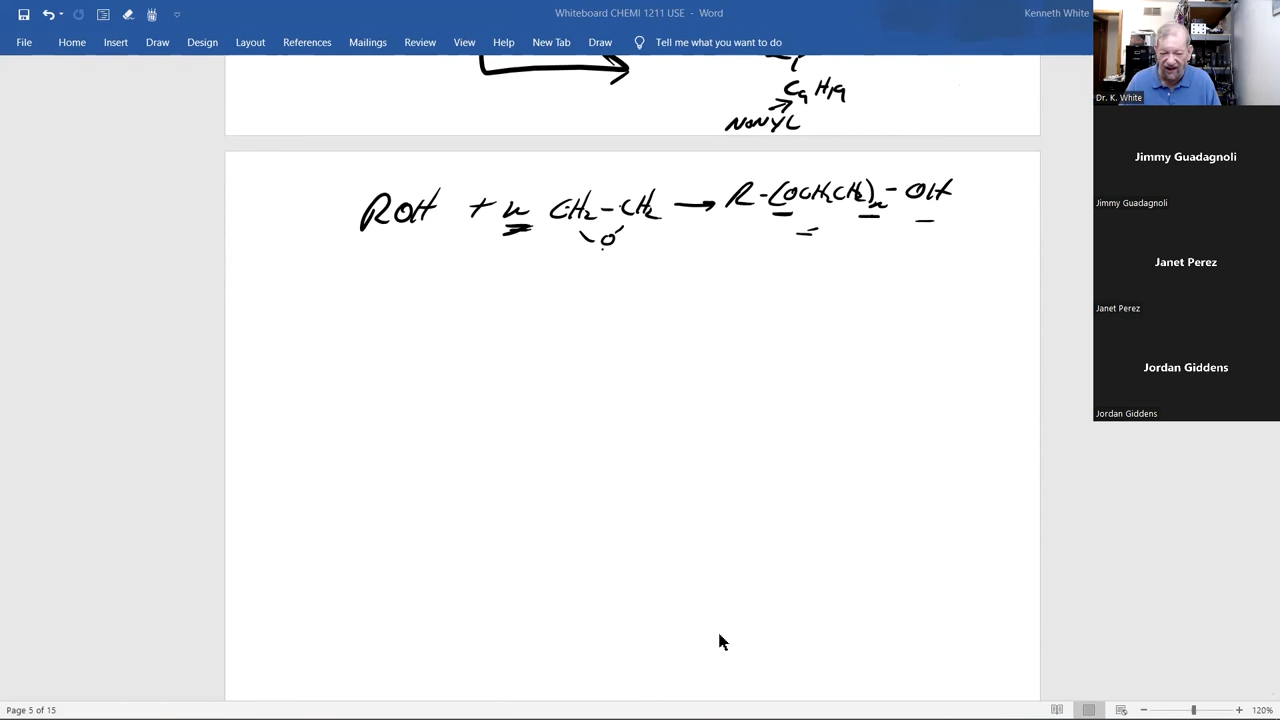 Whiteboard CHEMI 1211 USE - Word
Kenneth White
File Home Insert Draw Design Layout References Mailings Review View Help New Tab Draw Tell me what you want to do
C9 H19
NONYL
ROH + n CH2 - CH2 → R -(OCH2CH2)n - OH
O
Dr. K. White
Jimmy Guadagnoli
Jimmy Guadagnoli
Janet Perez
Janet Perez
Jordan Giddens
Jordan Giddens
Page 5 of 15
120%